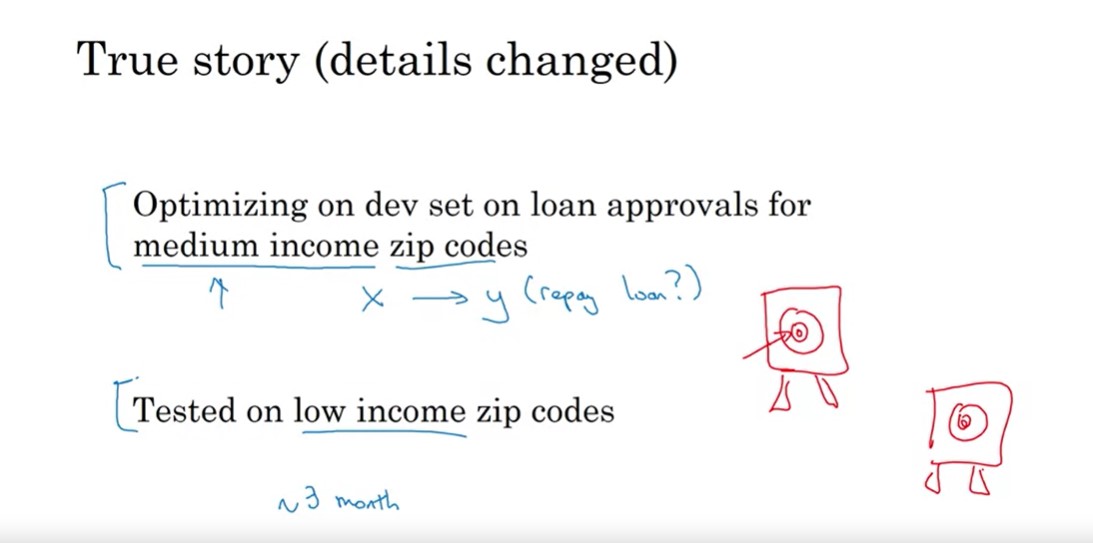 True story (details changed)
Optimizing on dev set on loan approvals for
medium income zip codes
x → y (repay loan?)
Tested on low income zip codes
~3 month